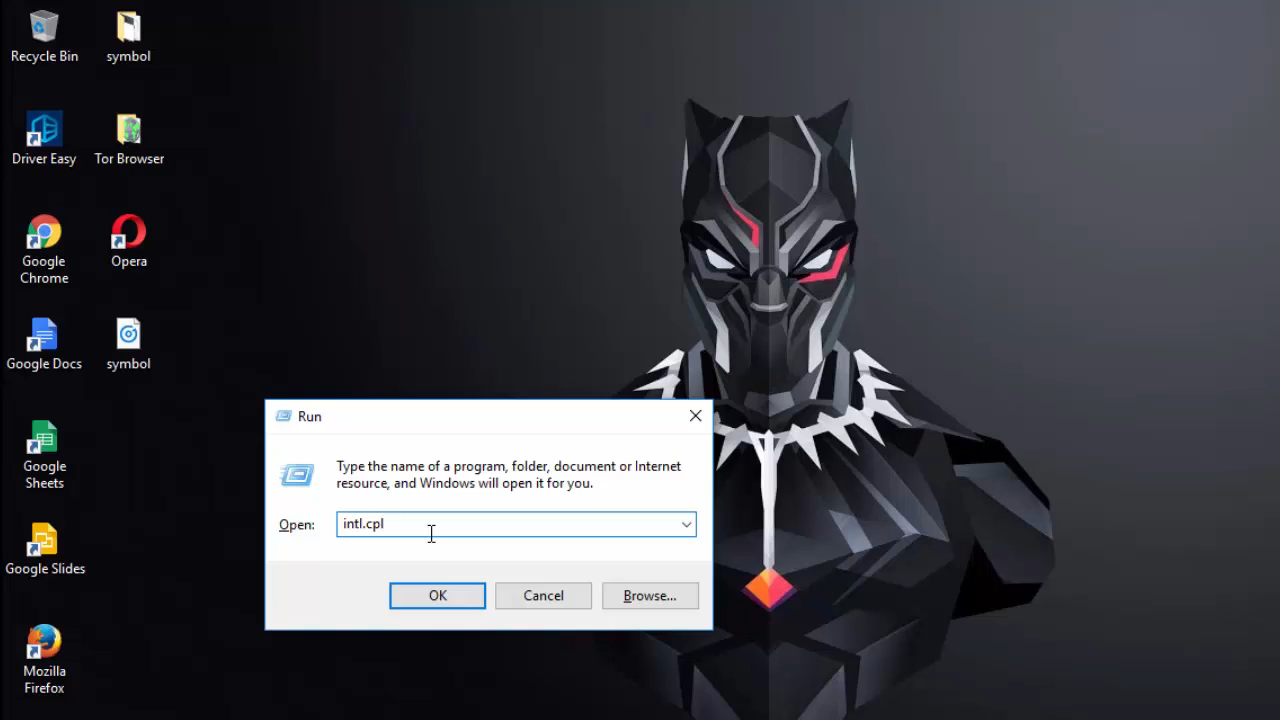 Recycle Bin
symbol
Driver Easy
Tor Browser
Google
Chrome
Opera
Google Docs
symbol
Google
Sheets
Google Slides
Mozilla
Firefox
Run
Type the name of a program, folder, document or Internet
resource, and Windows will open it for you.
Open:
intl.cpl
OK
Cancel
Browse...